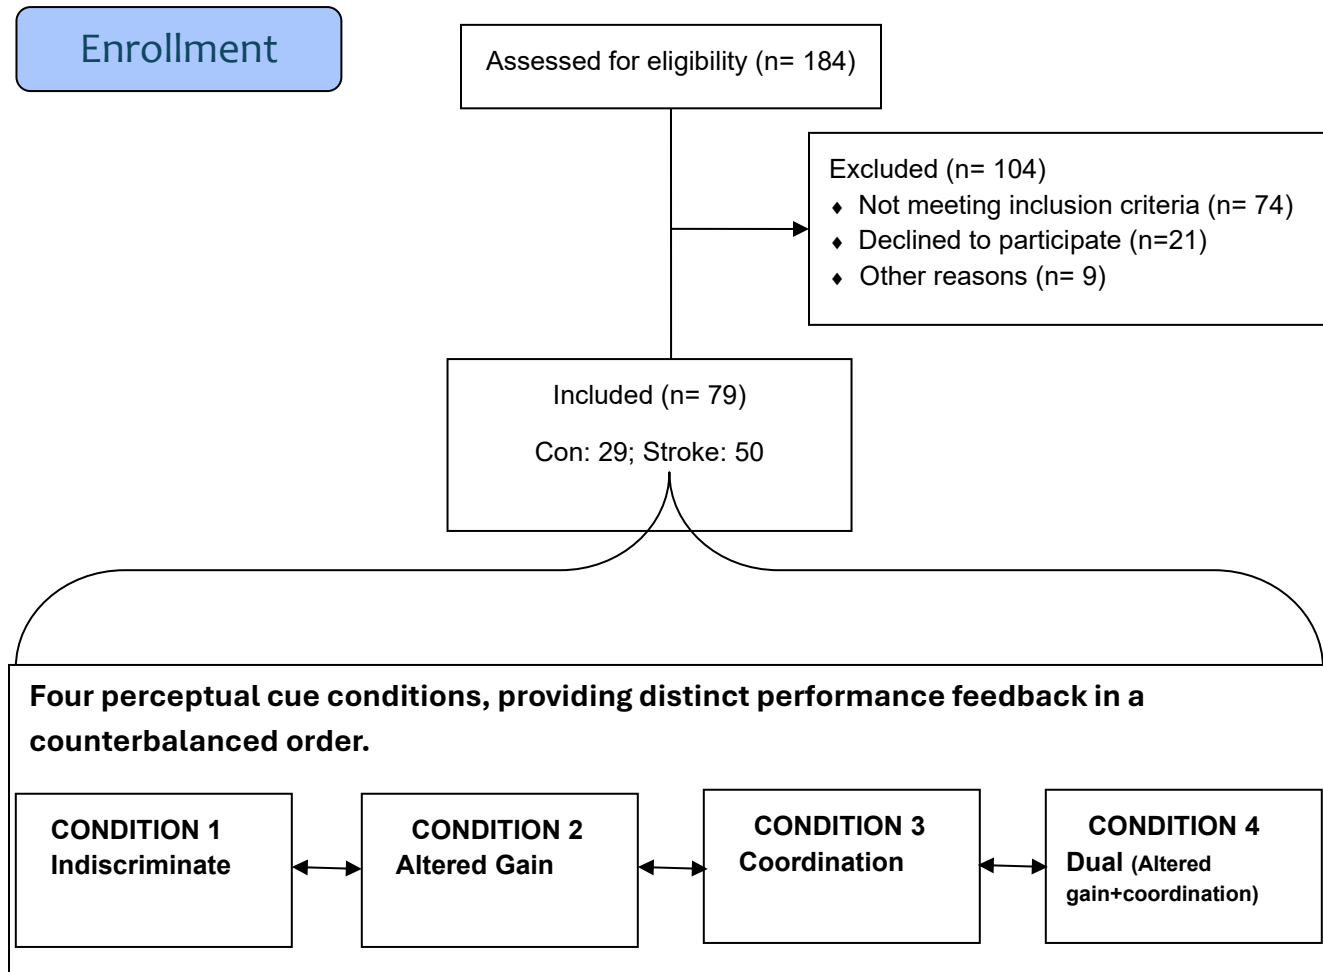 Enrollment
Assessed for eligibility (n= 184)
Excluded (n= 104)
♦ Not meeting inclusion criteria (n= 74)
♦ Declined to participate (n=21)
♦ Other reasons (n= 9)
Included (n= 79)
Con: 29; Stroke: 50
Four perceptual cue conditions, providing distinct performance feedback in a
counterbalanced order.
CONDITION 1
Indiscriminate
CONDITION 2
Altered Gain
CONDITION 3
Coordination
CONDITION 4
Dual (Altered
gain+coordination)